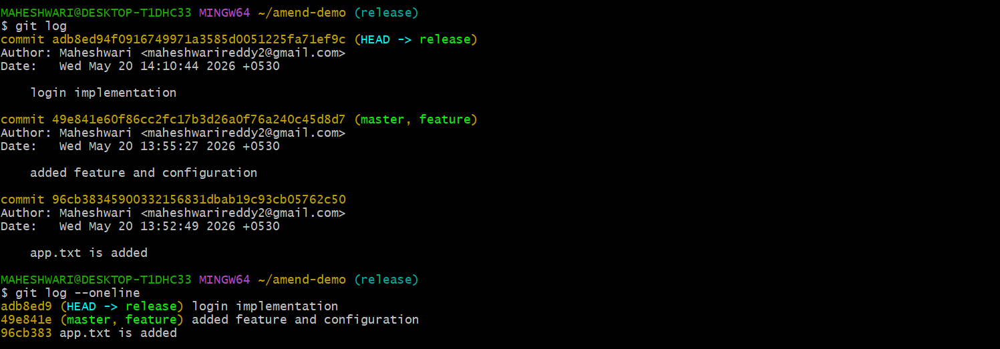 MAHESHWARI@DESKTOP-T1DHC33 MINGW64 ~/amend-demo (release)
$ git log
commit adb8ed94f0916749971a3585d0051225fa71ef9c (HEAD -> release)
Author: Maheshwari <maheshwarireddy2@gmail.com>
Date:   Wed May 20 14:10:44 2026 +0530

    login implementation

commit 49e841e60f86cc2fc17b3d26a0f76a240c45d8d7 (master, feature)
Author: Maheshwari <maheshwarireddy2@gmail.com>
Date:   Wed May 20 13:55:27 2026 +0530

    added feature and configuration

commit 96cb38345900332156831dbab19c93cb05762c50
Author: Maheshwari <maheshwarireddy2@gmail.com>
Date:   Wed May 20 13:52:49 2026 +0530

    app.txt is added

MAHESHWARI@DESKTOP-T1DHC33 MINGW64 ~/amend-demo (release)
$ git log --oneline
adb8ed9 (HEAD -> release) login implementation
49e841e (master, feature) added feature and configuration
96cb383 app.txt is added